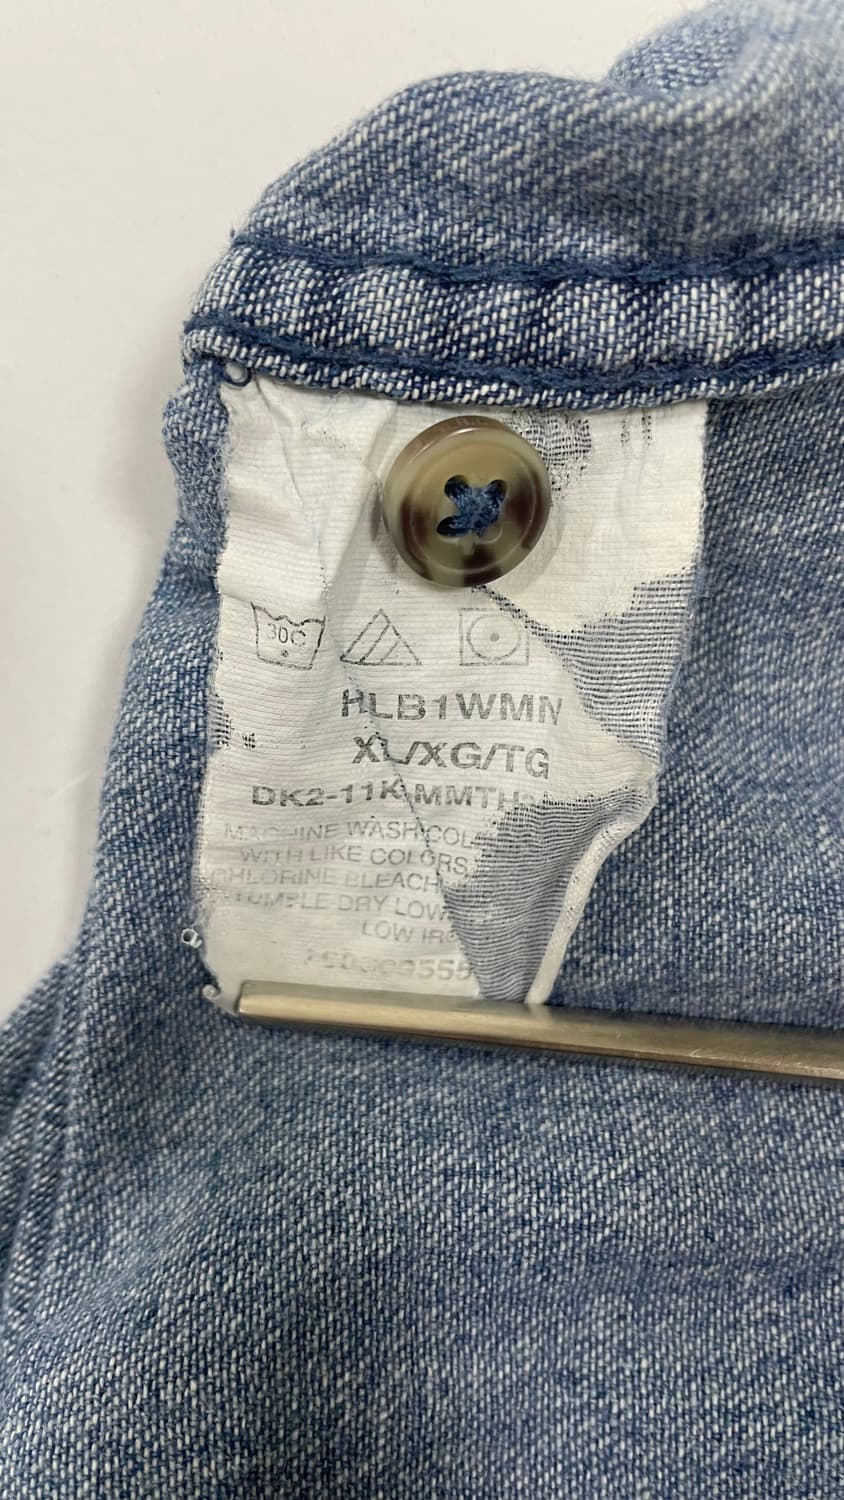 30C
HLB1WMN
XL/XG/TG
DK2-11K-MMTH
MACHINE WASH COL
WITH LIKE COLORS
CHLORINE BLEACH
TUMBLE DRY LOW
LOW IRO